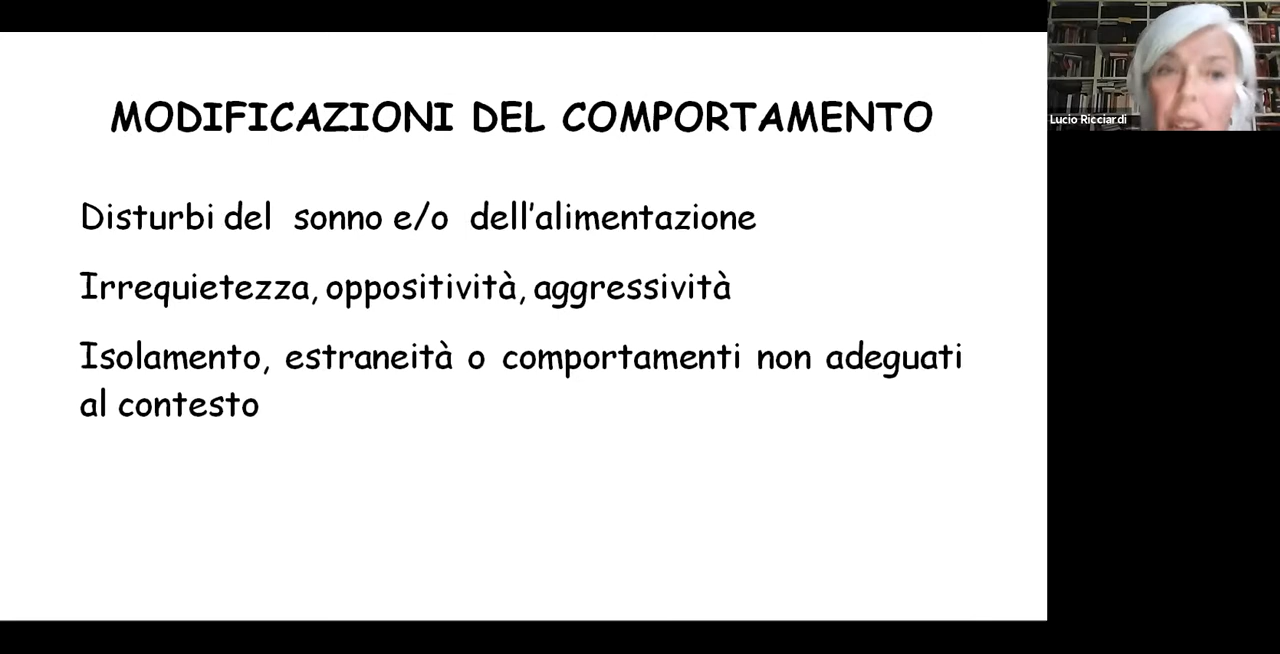 MODIFICAZIONI DEL COMPORTAMENTO
Disturbi del sonno e/o dell'alimentazione
Irrequietezza, oppositività, aggressività
Isolamento, estraneità o comportamenti non adeguati
al contesto
Lucio Ricciardi